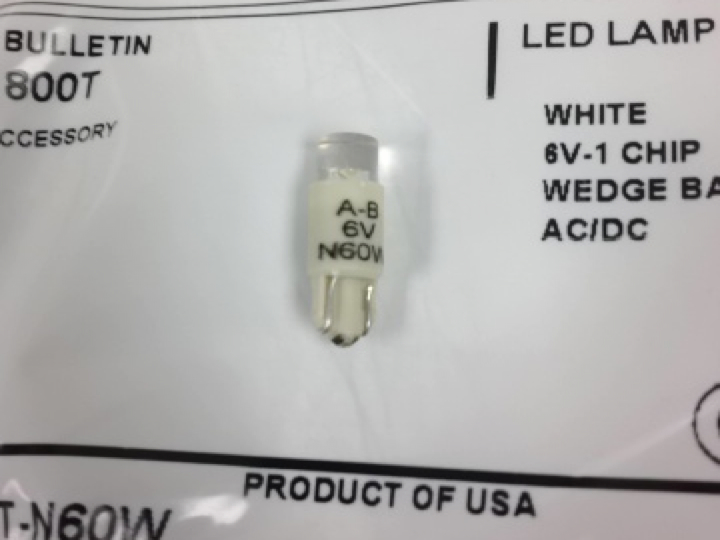 BULLETIN
800T
CCESSORY
LED LAMP
WHITE
6V-1 CHIP
WEDGE BA
AC/DC
A-B
6V
N60W
PRODUCT OF USA
T-N60W